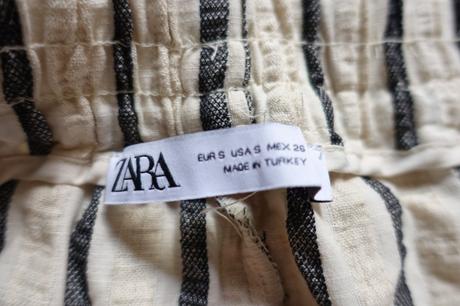 ZARA
EUR S USA S MEX 26
MADE IN TURKEY